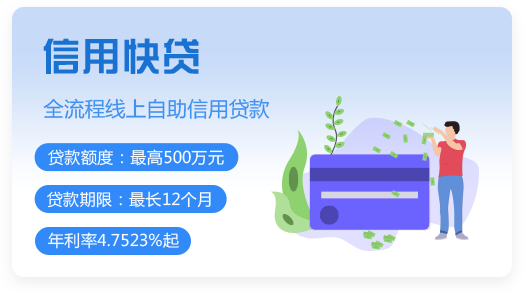 信用快贷
全流程线上自助信用贷款
贷款额度：最高500万元
贷款期限：最长12个月
年利率4.7523%起